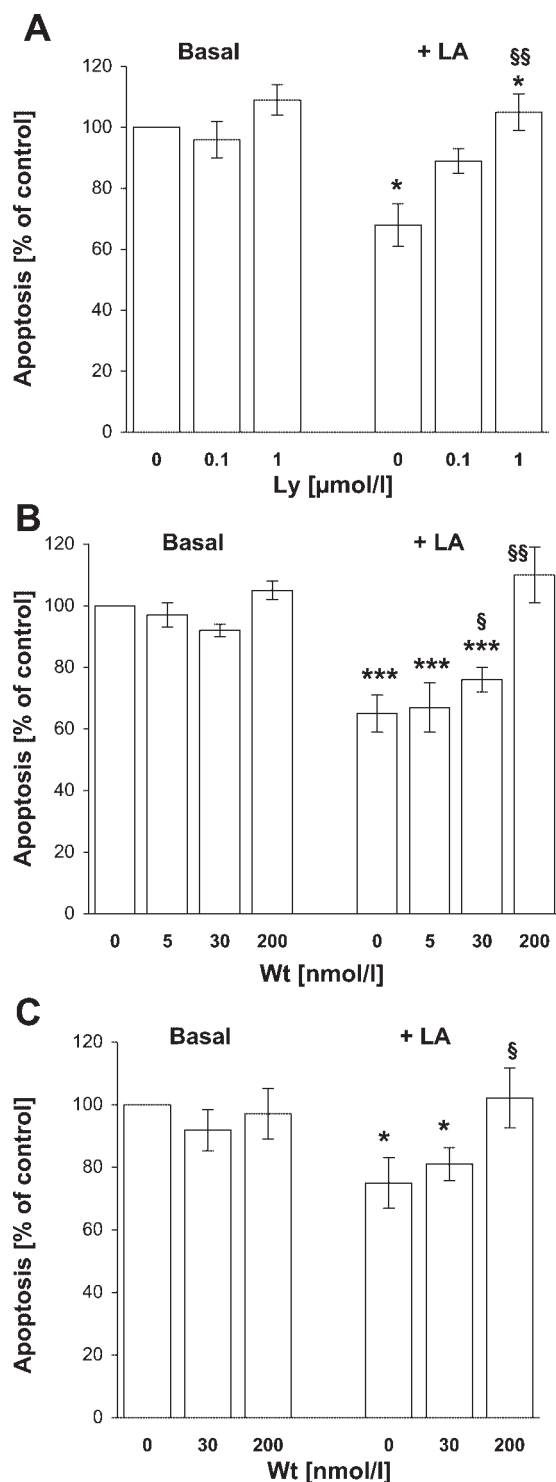 A
Basal
+ LA
§§
*
*
Apoptosis [% of control]
120
100
80
60
40
20
0
0 0.1 1 0 0.1 1
Ly [µmol/l]
B
Basal
+ LA
§§
§
*** *** ***
Apoptosis [% of control]
120
100
80
60
40
20
0
0 5 30 200 0 5 30 200
Wt [nmol/l]
C
Basal
+ LA
§
* *
Apoptosis [% of control]
120
100
80
60
40
20
0
0 30 200 0 30 200
Wt [nmol/l]